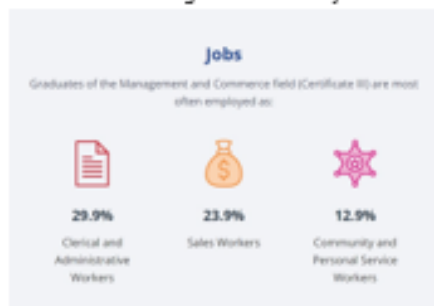 Jobs
Graduates of the Management and Commerce field (Certificate III) are most
often employed as:
29.9%
23.9%
12.9%
Clerical and
Administrative
Workers
Sales Workers
Community and
Personal Service
Workers